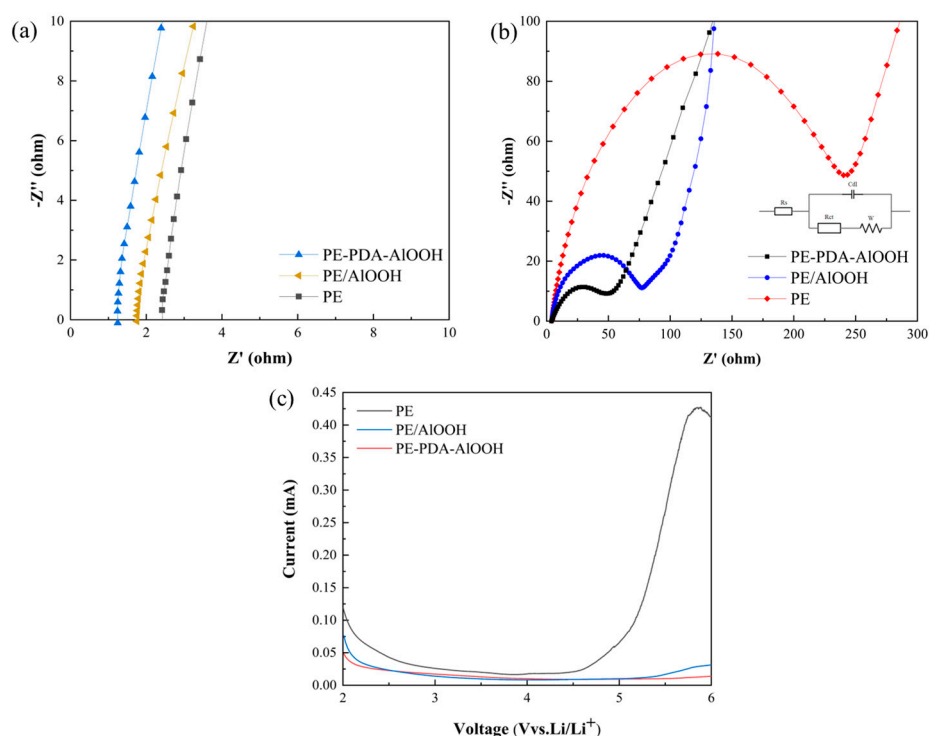 (a)
10
8
6
4
2
0
-Z'' (ohm)
PE-PDA-AlOOH
PE/AlOOH
PE
0 2 4 6 8 10
Z' (ohm)
(b)
100
80
60
40
20
0
-Z'' (ohm)
Cdl
Rs
Rct
W
PE-PDA-AlOOH
PE/AlOOH
PE
0 50 100 150 200 250 300
Z' (ohm)
(c)
0.45
0.40
0.35
0.30
0.25
0.20
0.15
0.10
0.05
0.00
Current (mA)
PE
PE/AlOOH
PE-PDA-AlOOH
2 3 4 5 6
Voltage (Vvs.Li/Li⁺)